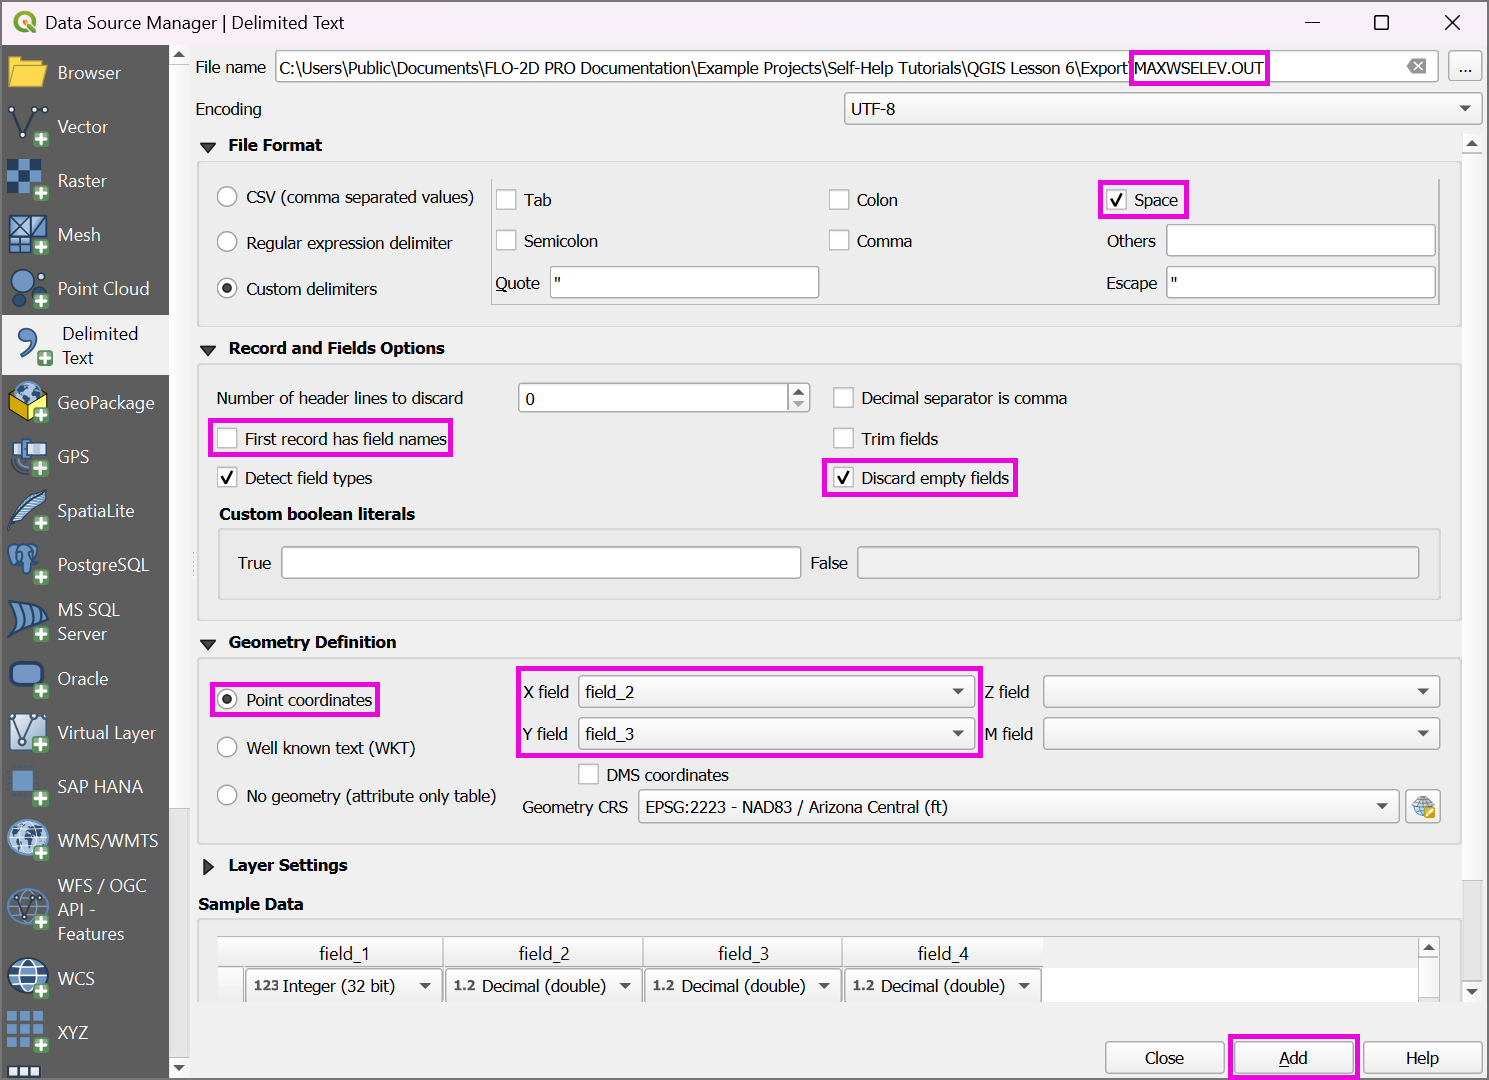 Data Source Manager | Delimited Text
Browser
Vector
Raster
Mesh
Point Cloud
Delimited
Text
GeoPackage
GPS
SpatiaLite
PostgreSQL
MS SQL
Server
Oracle
Virtual Layer
SAP HANA
WMS/WMTS
WFS / OGC
API -
Features
WCS
XYZ
File name C:\Users\Public\Documents\FLO-2D PRO Documentation\Example Projects\Self-Help Tutorials\QGIS Lesson 6\Export\MAXWSELEV.OUT ...
Encoding UTF-8
File Format
CSV (comma separated values) Tab Colon Space
Regular expression delimiter Semicolon Comma Others
Custom delimiters Quote " Escape "
Record and Fields Options
Number of header lines to discard 0 Decimal separator is comma
First record has field names Trim fields
Detect field types Discard empty fields
Custom boolean literals
True False
Geometry Definition
Point coordinates X field field_2 Z field
Y field field_3 M field
Well known text (WKT)
DMS coordinates
No geometry (attribute only table) Geometry CRS EPSG:2223 - NAD83 / Arizona Central (ft)
Layer Settings
Sample Data
field_1 field_2 field_3 field_4
123 Integer (32 bit) 1.2 Decimal (double) 1.2 Decimal (double) 1.2 Decimal (double)
Close Add Help